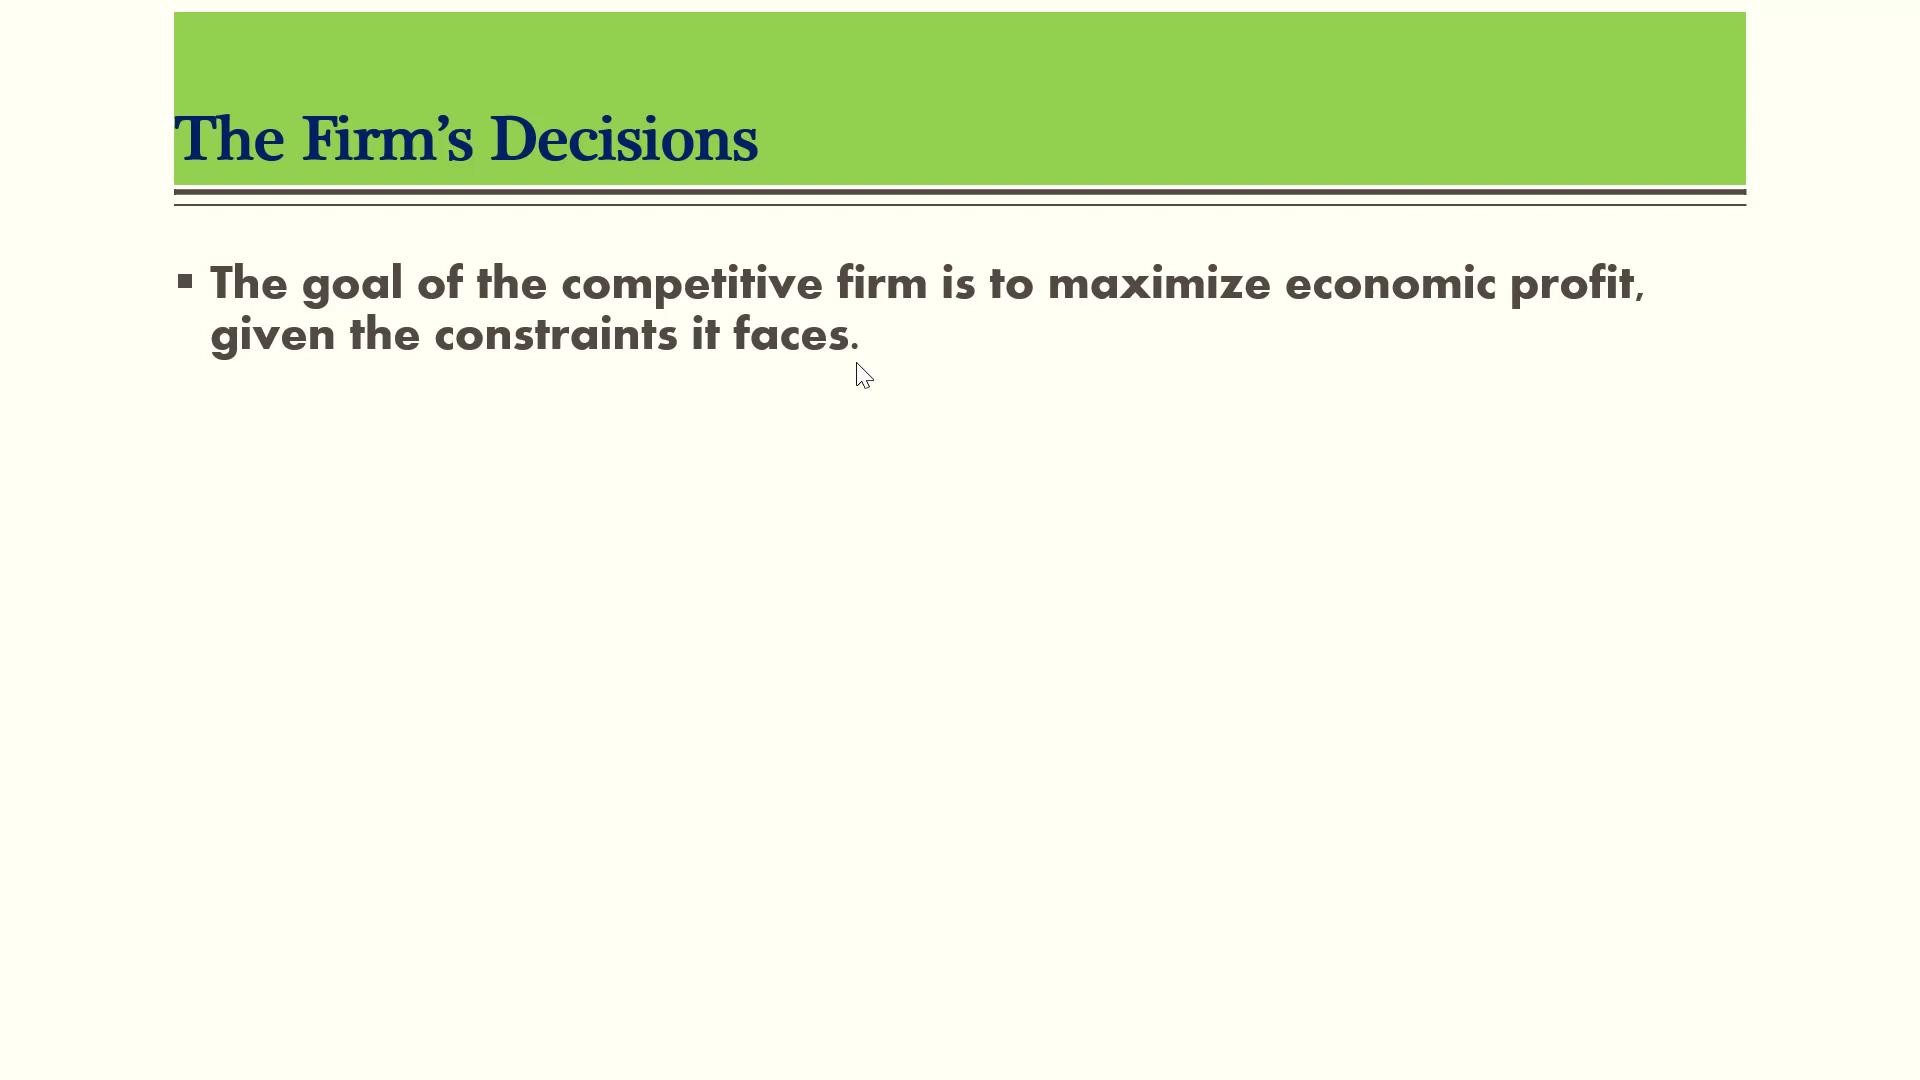 The Firm’s Decisions
▪ The goal of the competitive firm is to maximize economic profit,
given the constraints it faces.